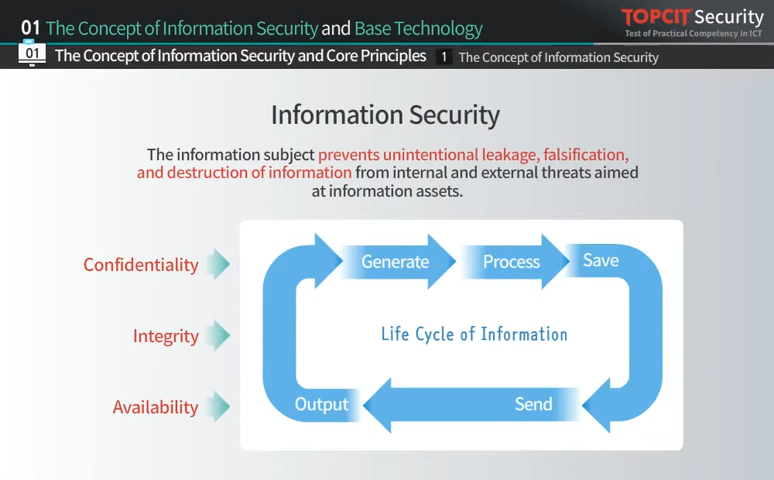 01 The Concept of Information Security and Base Technology
TOPCIT Security
Test of Practical Competency In ICT
01 The Concept of Information Security and Core Principles 1 The Concept of Information Security
Information Security
The information subject prevents unintentional leakage, falsification,
and destruction of information from internal and external threats aimed
at information assets.
Confidentiality
Generate
Process
Save
Integrity
Life Cycle of Information
Availability
Output
Send